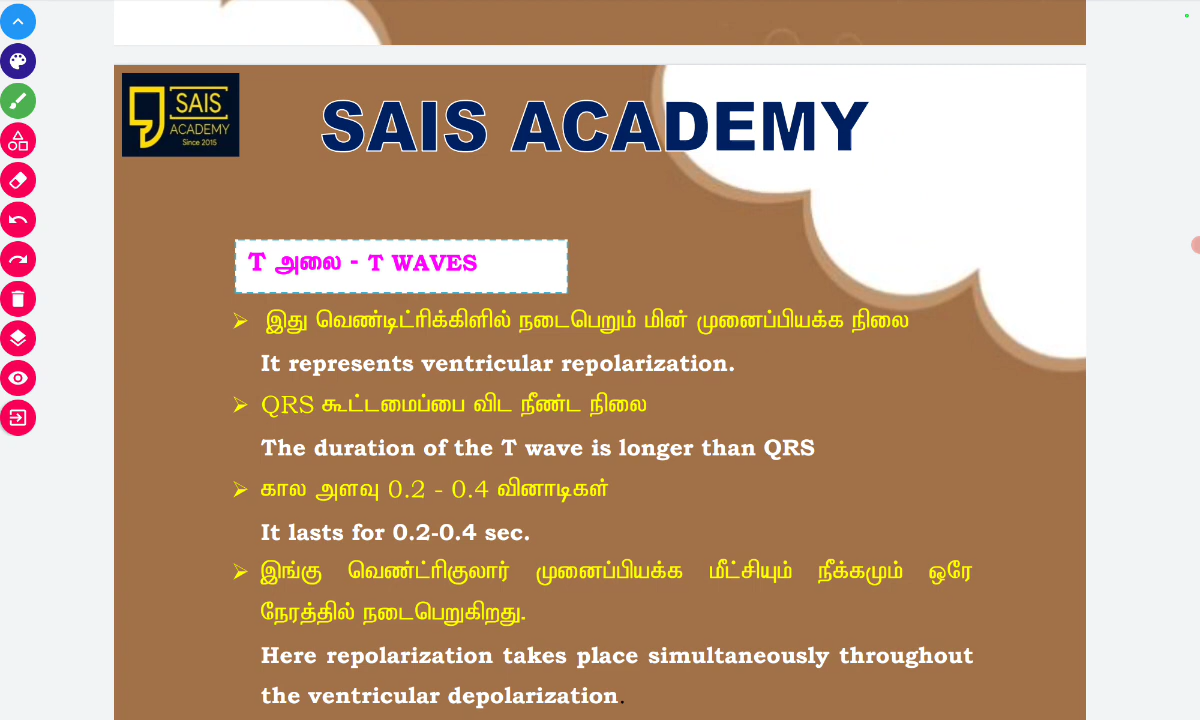 SAIS
ACADEMY
Since 2015
SAIS ACADEMY
T அலை - T WAVES
➢ இது வெண்டிட்ரிக்கிளில் நடைபெறும் மின் முனைப்பியக்க நிலை
It represents ventricular repolarization.
➢ QRS கூட்டமைப்பை விட நீண்ட நிலை
The duration of the T wave is longer than QRS
➢ கால அளவு 0.2 - 0.4 வினாடிகள்
It lasts for 0.2-0.4 sec.
➢ இங்கு வெண்ட்ரிகுலார் முனைப்பியக்க மீட்சியும் நீக்கமும் ஒரே
நேரத்தில் நடைபெறுகிறது.
Here repolarization takes place simultaneously throughout
the ventricular depolarization.